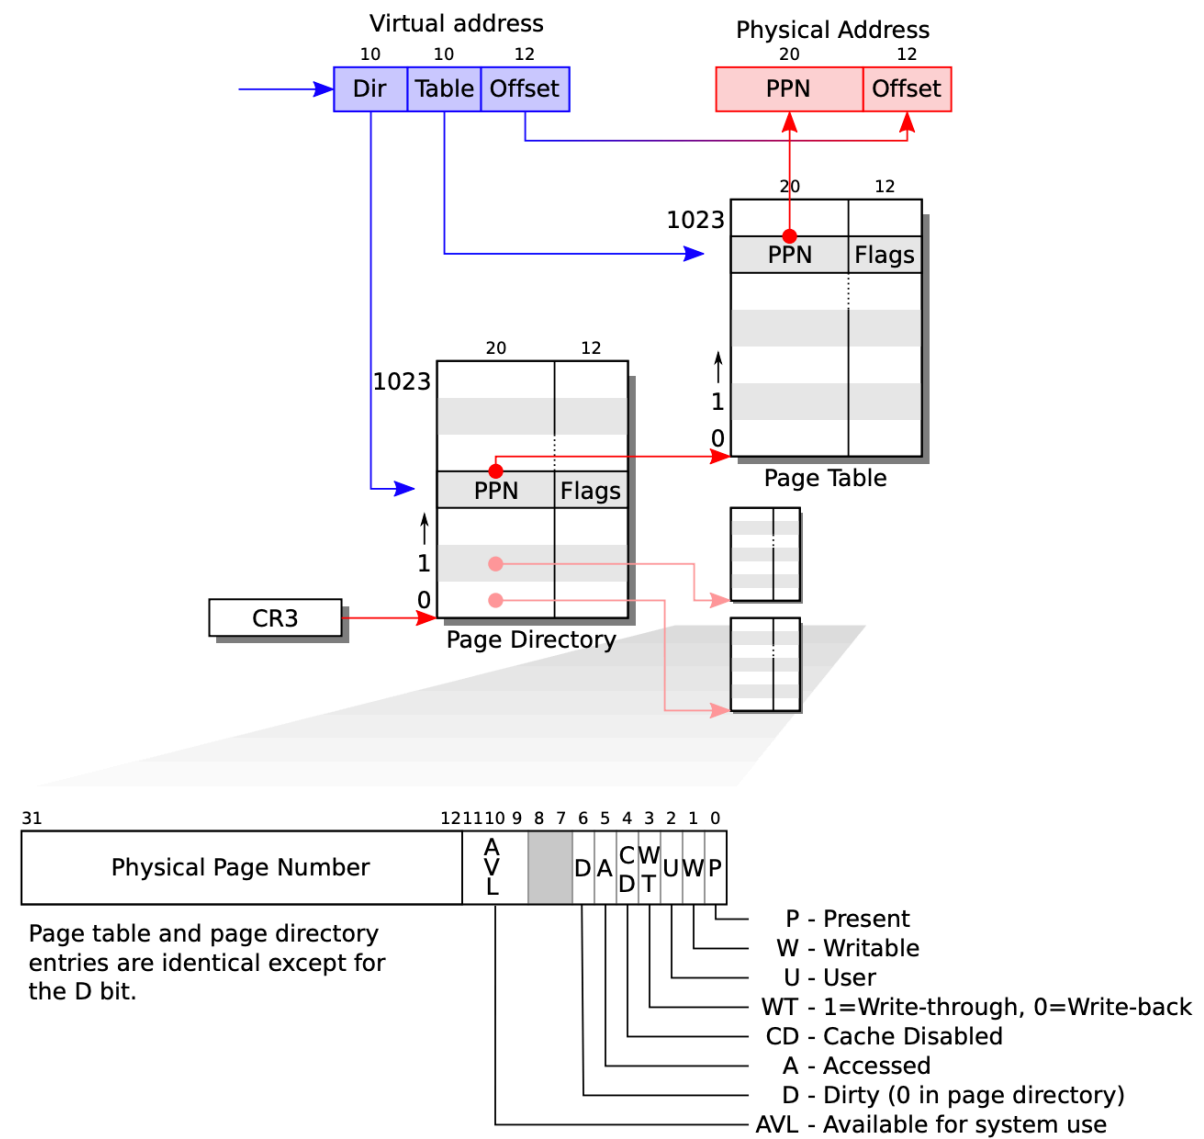 Virtual address
Physical Address
10 10 12
20 12
Dir Table Offset
PPN Offset
20 12
1023
PPN Flags
20 12
1023
1
0
Page Table
PPN Flags
1
0
CR3
Page Directory
31 12 11 10 9 8 7 6 5 4 3 2 1 0
Physical Page Number AVL D A CD WT U W P
Page table and page directory
entries are identical except for
the D bit.
P - Present
W - Writable
U - User
WT - 1=Write-through, 0=Write-back
CD - Cache Disabled
A - Accessed
D - Dirty (0 in page directory)
AVL - Available for system use